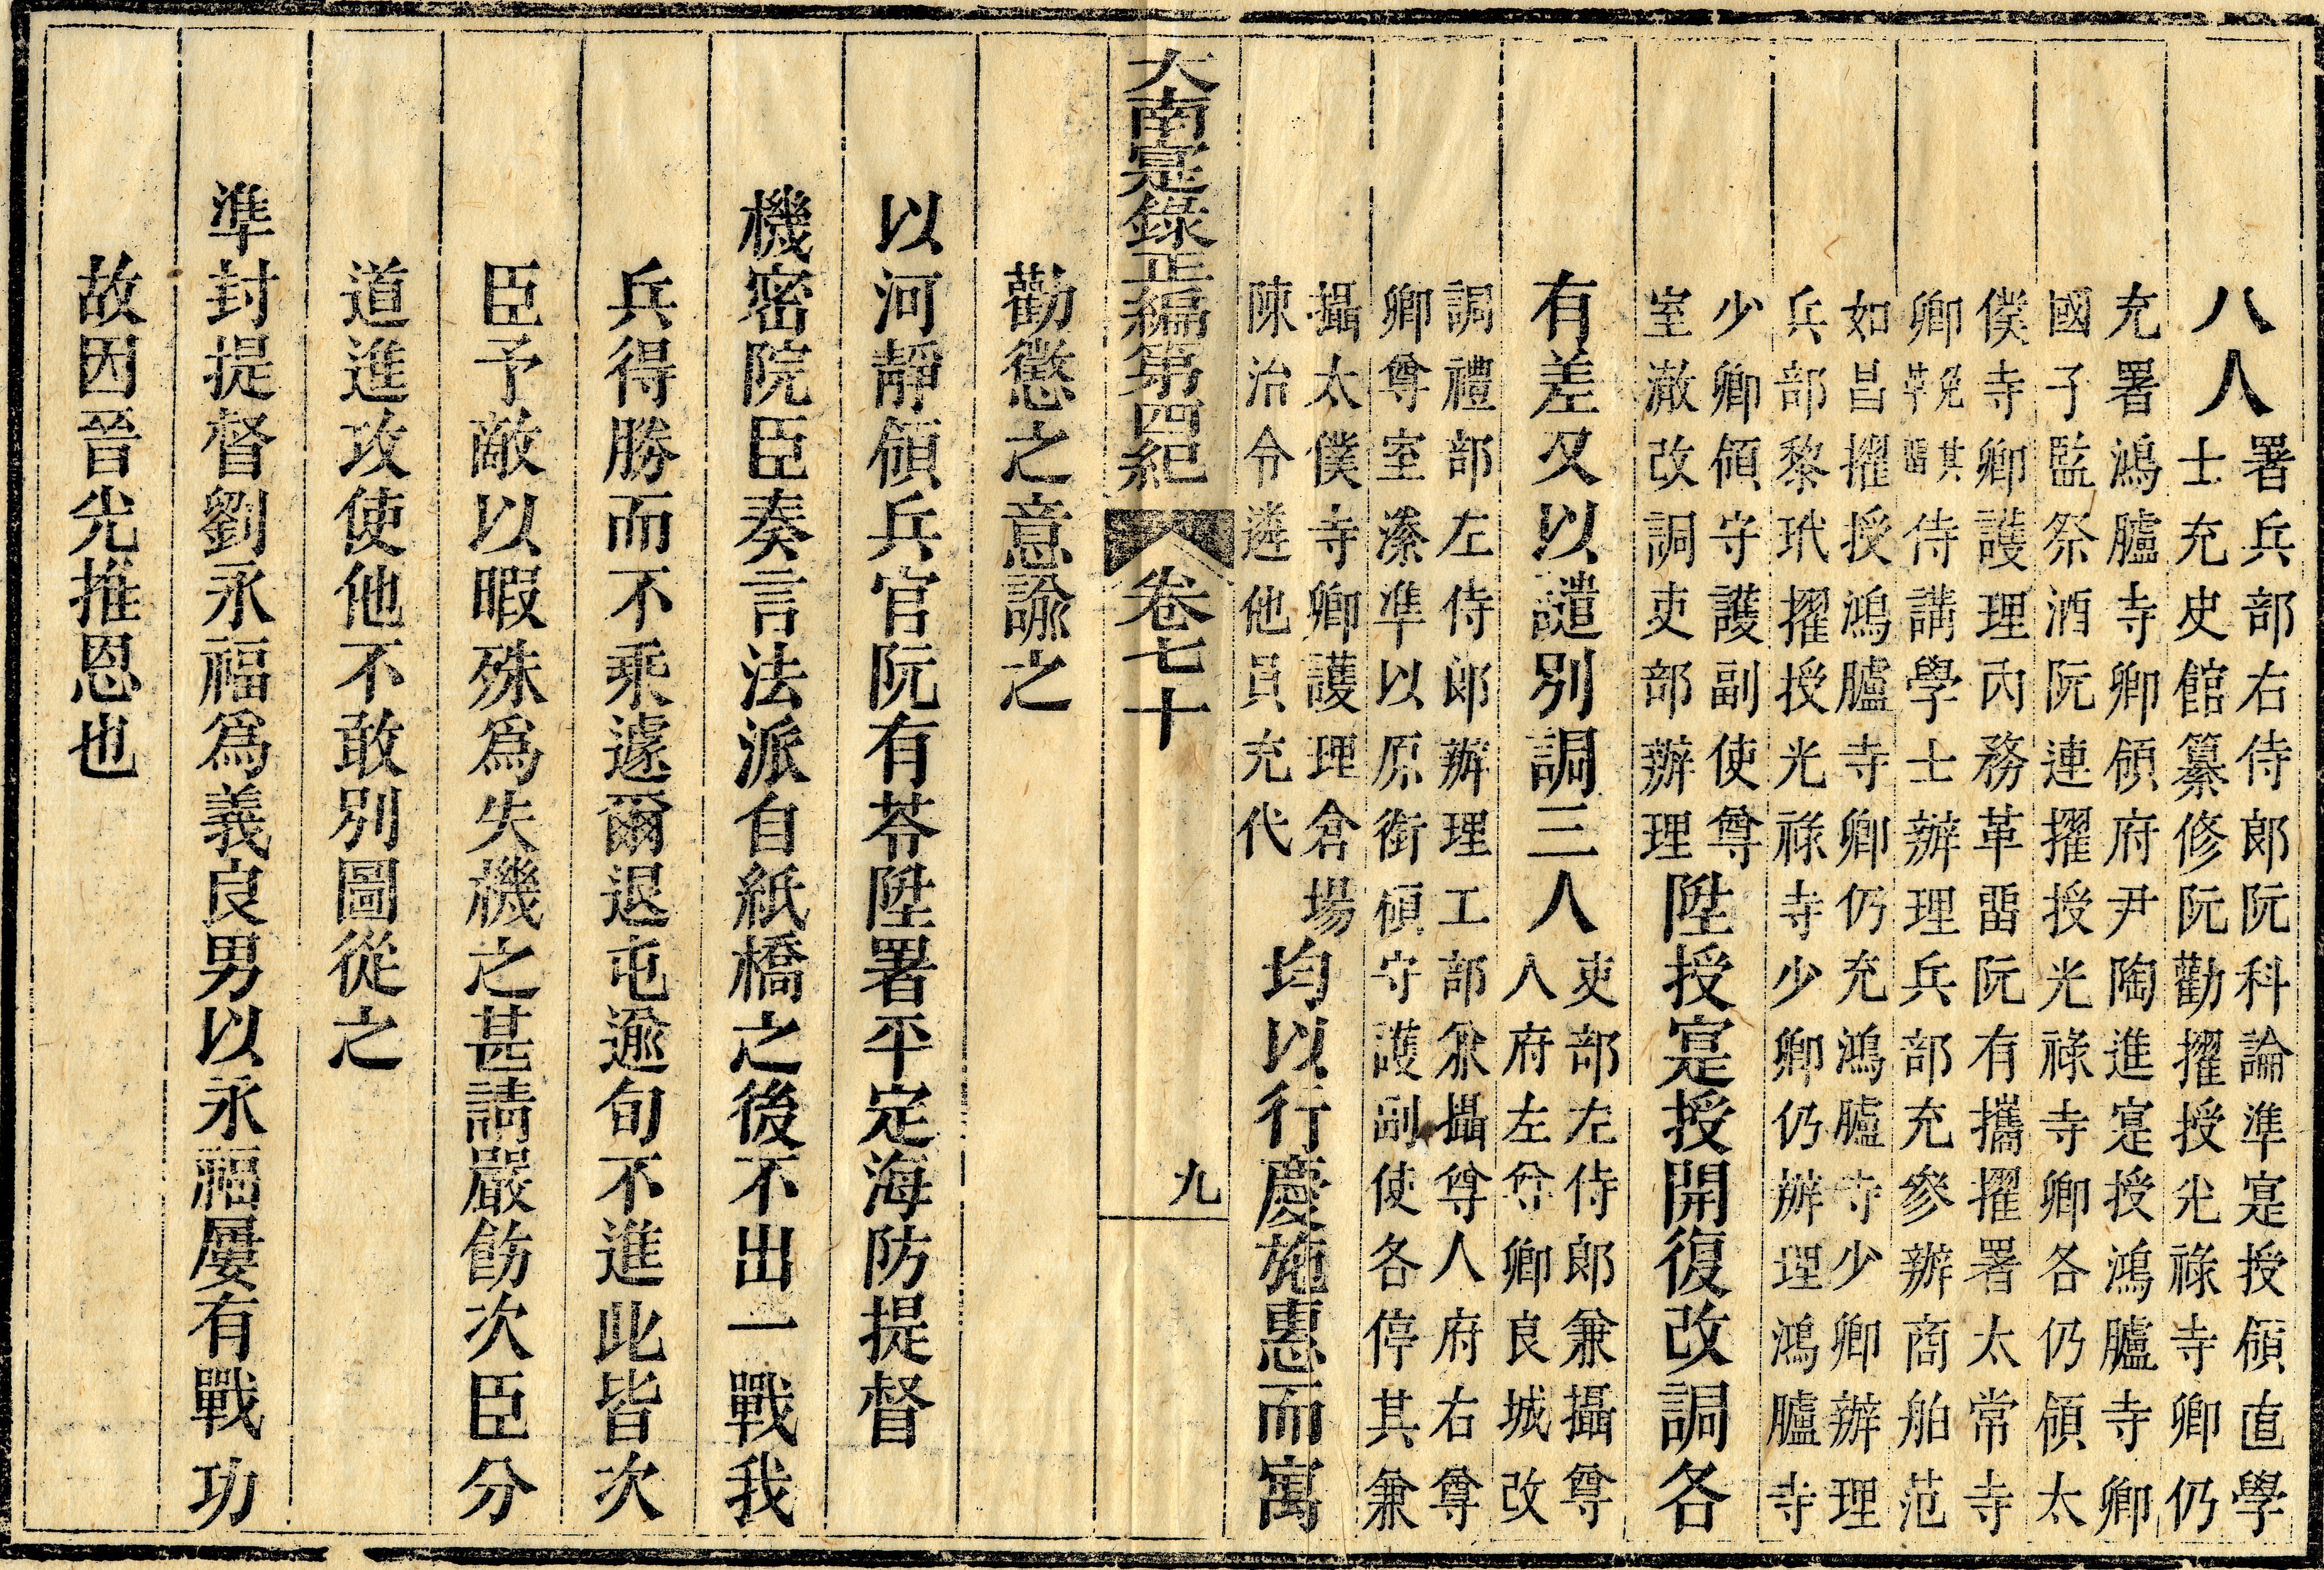 八人
署兵部右侍郎阮科論準寔授領直學
士充史館纂修阮勸擢授光祿寺卿仍
充署鴻臚寺卿領府尹陶進寔授鴻臚寺卿
國子監祭酒阮連擢授光祿寺卿各仍領太
僕寺卿護理內務革畱阮有攜擢署太常寺
卿免其革畱侍講學士辦理兵部充參辦商舶范
如昌擢授鴻臚寺卿仍充鴻臚寺少卿辦理
兵部黎玳擢授光祿寺少卿仍辦理鴻臚寺
少卿領守護副使尊
室澈改調吏部辦理
陞授寔授開復改調各
有差又以譴別調三人
吏部左侍郎兼攝尊
人府左尊卿良城改
調禮部左侍郎辦理工部兼攝尊人府右尊
卿尊室溱準以原銜領守護副使各停其兼
攝太僕寺卿護理倉場
陳治令遴他員充代
均以行慶施惠而寓
大南寔錄正編第四紀 卷七十 九
勸懲之意諭之
以河靜領兵官阮有苓陞署平定海防提督
機密院臣奏言法派自紙橋之後不出一戰我
兵得勝而不乘遽爾退屯逾旬不進此皆次
臣予敵以暇殊爲失機之甚請嚴飭次臣分
道進攻使他不敢別圖從之
準封提督劉永福爲義良男以永福屢有戰功
故因晉光推恩也